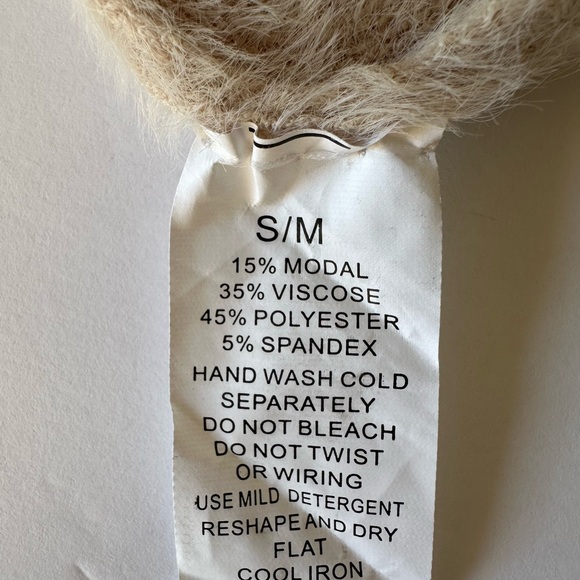 S/M
15% MODAL
35% VISCOSE
45% POLYESTER
5% SPANDEX
HAND WASH COLD
SEPARATELY
DO NOT BLEACH
DO NOT TWIST
OR WIRING
USE MILD DETERGENT
RESHAPE AND DRY
FLAT
COOL IRON